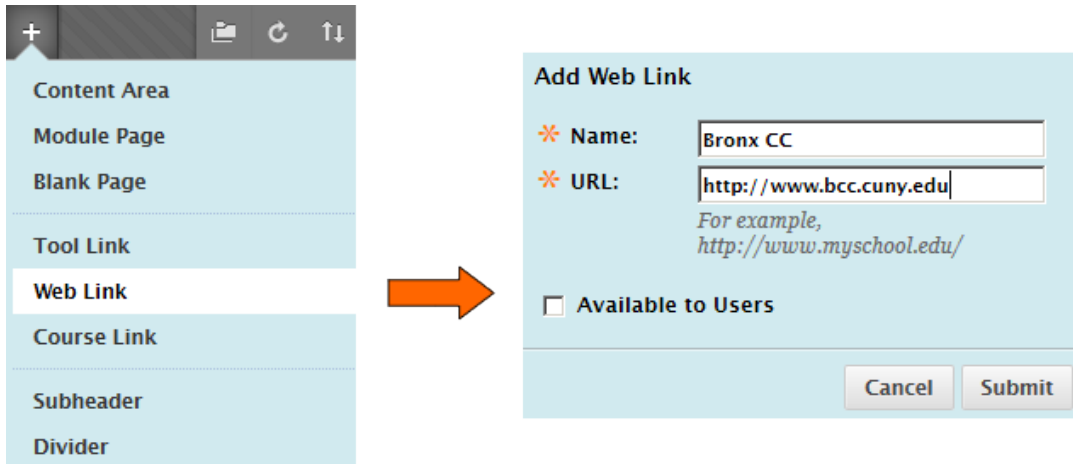 Content Area
Module Page
Blank Page
Tool Link
Web Link
Course Link
Subheader
Divider
Add Web Link
Name:
Bronx CC
URL:
http://www.bcc.cuny.edu
For example,
http://www.myschool.edu/
Available to Users
Cancel Submit